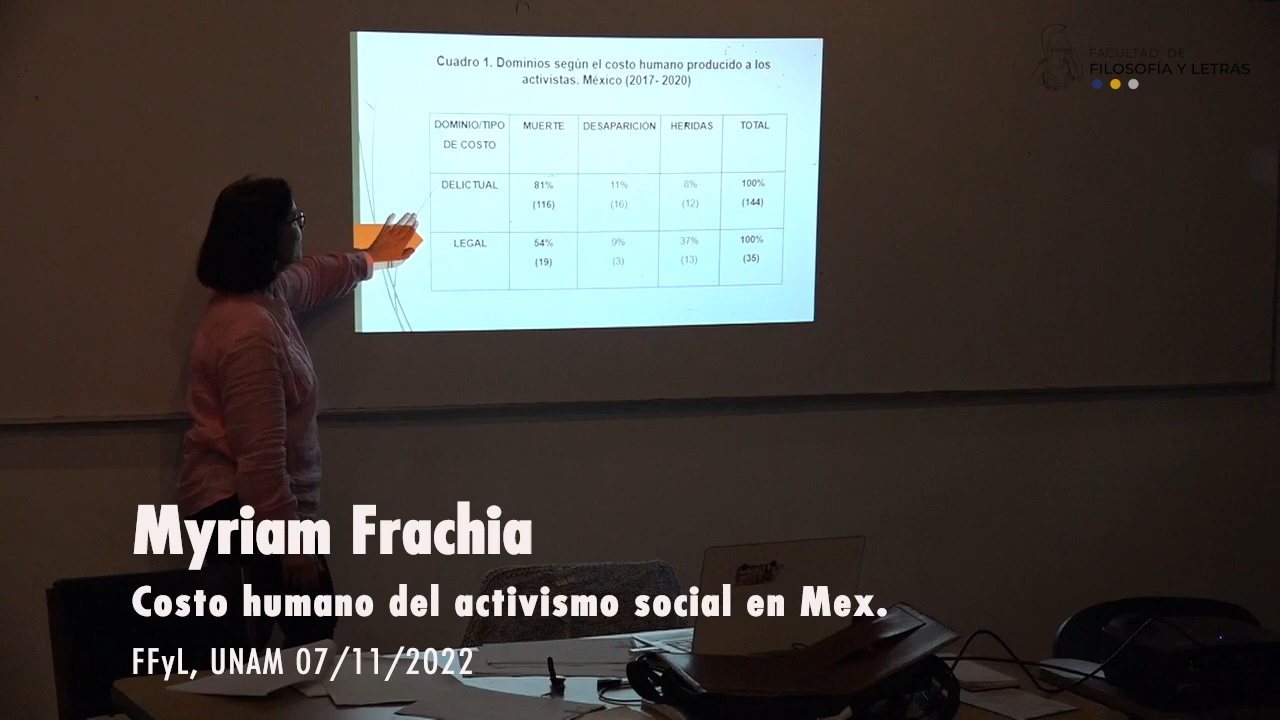 FACULTAD DE
FILOSOFÍA Y LETRAS
Cuadro 1. Dominios según el costo humano producido a los
activistas. México (2017- 2020)
DOMINIO/TIPO DE COSTO MUERTE DESAPARICIÓN HERIDAS TOTAL
DELICTUAL 81% (116) 11% (16) 8% (12) 100% (144)
LEGAL 54% (19) 9% (3) 37% (13) 100% (35)
Myriam Frachia
Costo humano del activismo social en Mex.
FFyL, UNAM 07/11/2022